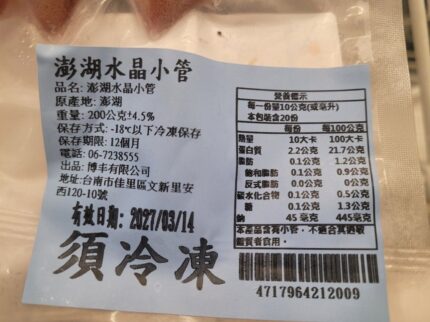 澎湖水晶小管
品名: 澎湖水晶小管
原產地: 澎湖
重量: 200公克±4.5%
保存方式: -18℃以下冷凍保存
保存期限: 12個月
電話: 06-7238555
出品: 博丰有限公司
地址:台南市佳里區文新里安
西120-10號
有效日期: 2027/03/14
須冷凍
營養標示
每一份量10公克(或毫升)
本包裝含20份
每份 每100公克
熱量 10大卡 100大卡
蛋白質 2.2公克 21.7公克
脂肪 0.1公克 1.2公克
飽和脂肪 0.1公克 0.9公克
反式脂肪 0.0公克 0公克
碳水化合物 0.1公克 0.5公克
糖 0.1公克 1.3公克
鈉 45 毫克 445毫克
本產品含有小管，不適合其過敏
體質者食用。
4717964212009